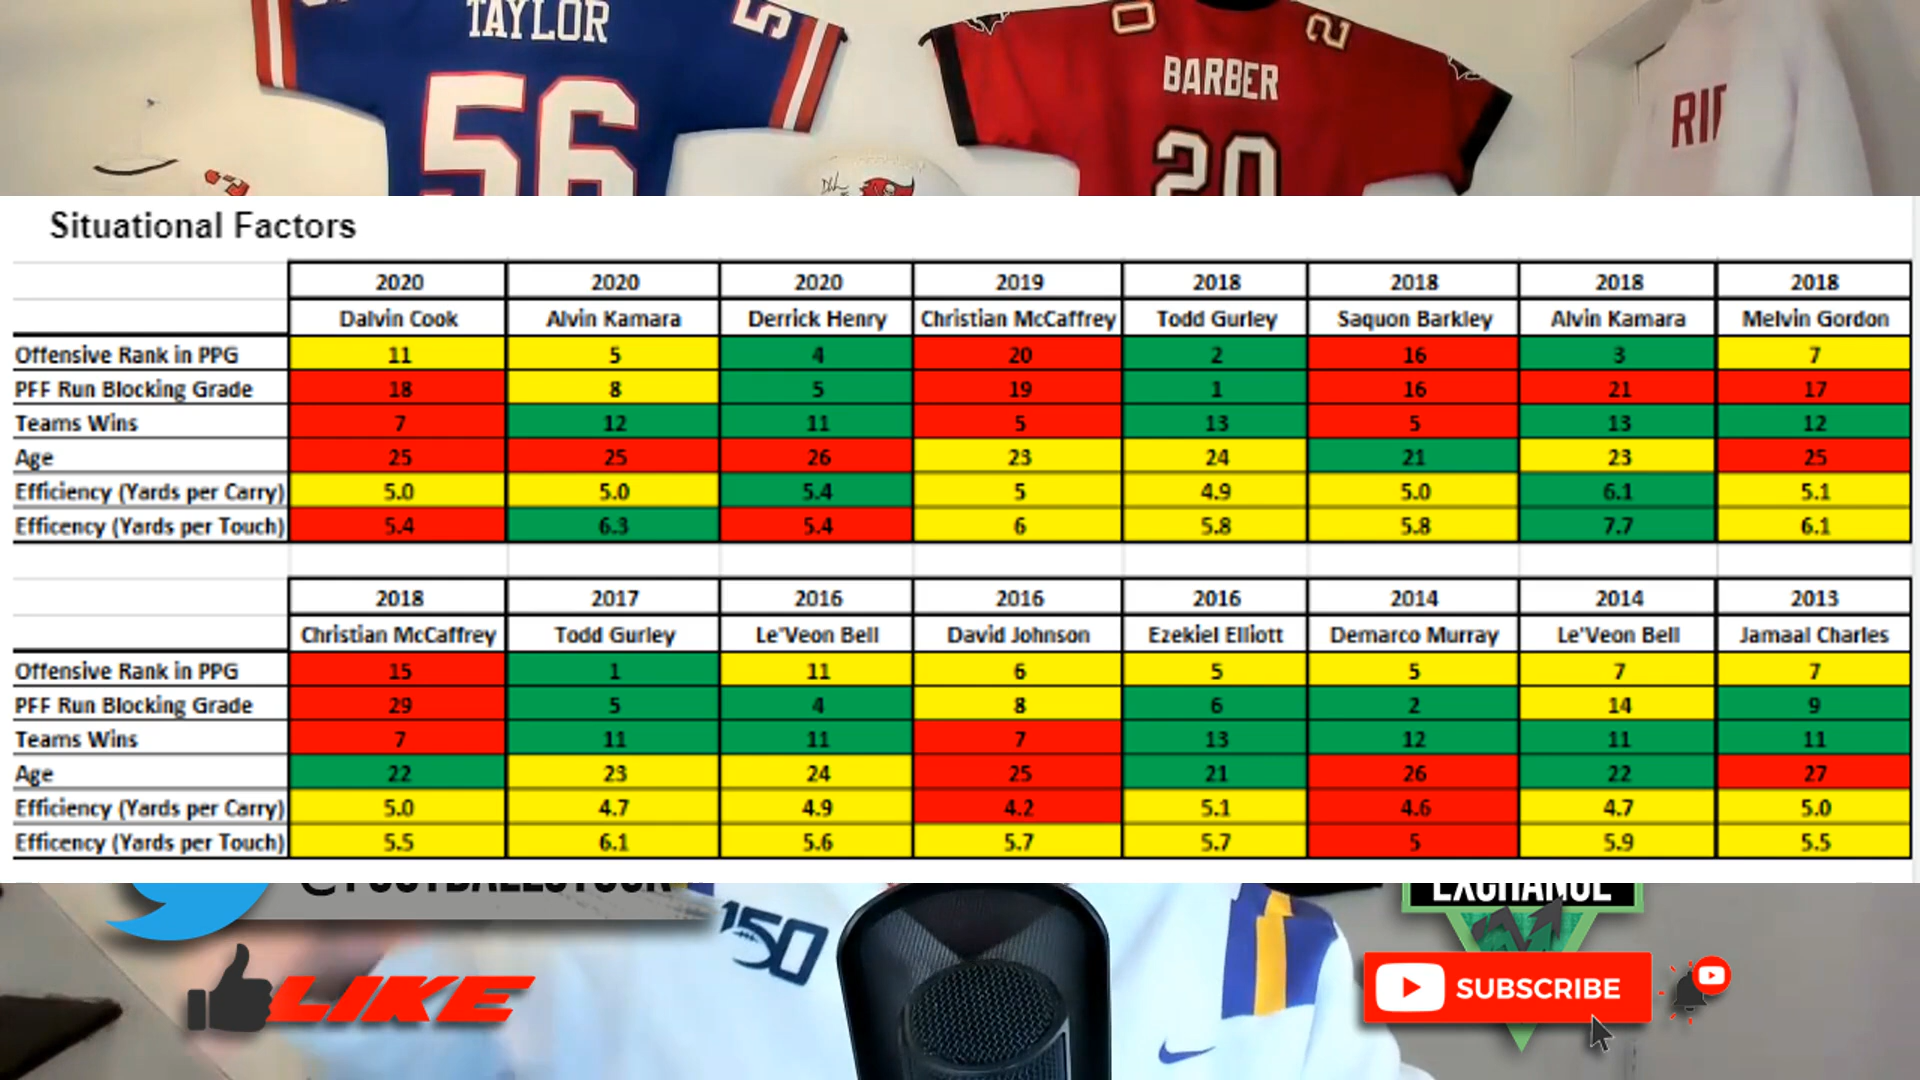 TAYLOR
56
5
BARBER
20
0
2
Situational Factors
2020 2020 2020 2019 2018 2018 2018 2018
Dalvin Cook Alvin Kamara Derrick Henry Christian McCaffrey Todd Gurley Saquon Barkley Alvin Kamara Melvin Gordon
Offensive Rank in PPG 11 5 4 20 2 16 3 7
PFF Run Blocking Grade 18 8 5 19 1 16 21 17
Teams Wins 7 12 11 5 13 5 13 12
Age 25 25 26 23 24 21 23 25
Efficiency (Yards per Carry) 5.0 5.0 5.4 5 4.9 5.0 6.1 5.1
Efficency (Yards per Touch) 5.4 6.3 5.4 6 5.8 5.8 7.7 6.1
2018 2017 2016 2016 2016 2014 2014 2013
Christian McCaffrey Todd Gurley Le'Veon Bell David Johnson Ezekiel Elliott Demarco Murray Le'Veon Bell Jamaal Charles
Offensive Rank in PPG 15 1 11 6 5 5 7 7
PFF Run Blocking Grade 29 5 4 8 6 2 14 9
Teams Wins 7 11 11 7 13 12 11 11
Age 22 23 24 25 21 26 22 27
Efficiency (Yards per Carry) 5.0 4.7 4.9 4.2 5.1 4.6 4.7 5.0
Efficency (Yards per Touch) 5.5 6.1 5.6 5.7 5.7 5 5.9 5.5
EXCHANGE
150
LIKE
SUBSCRIBE